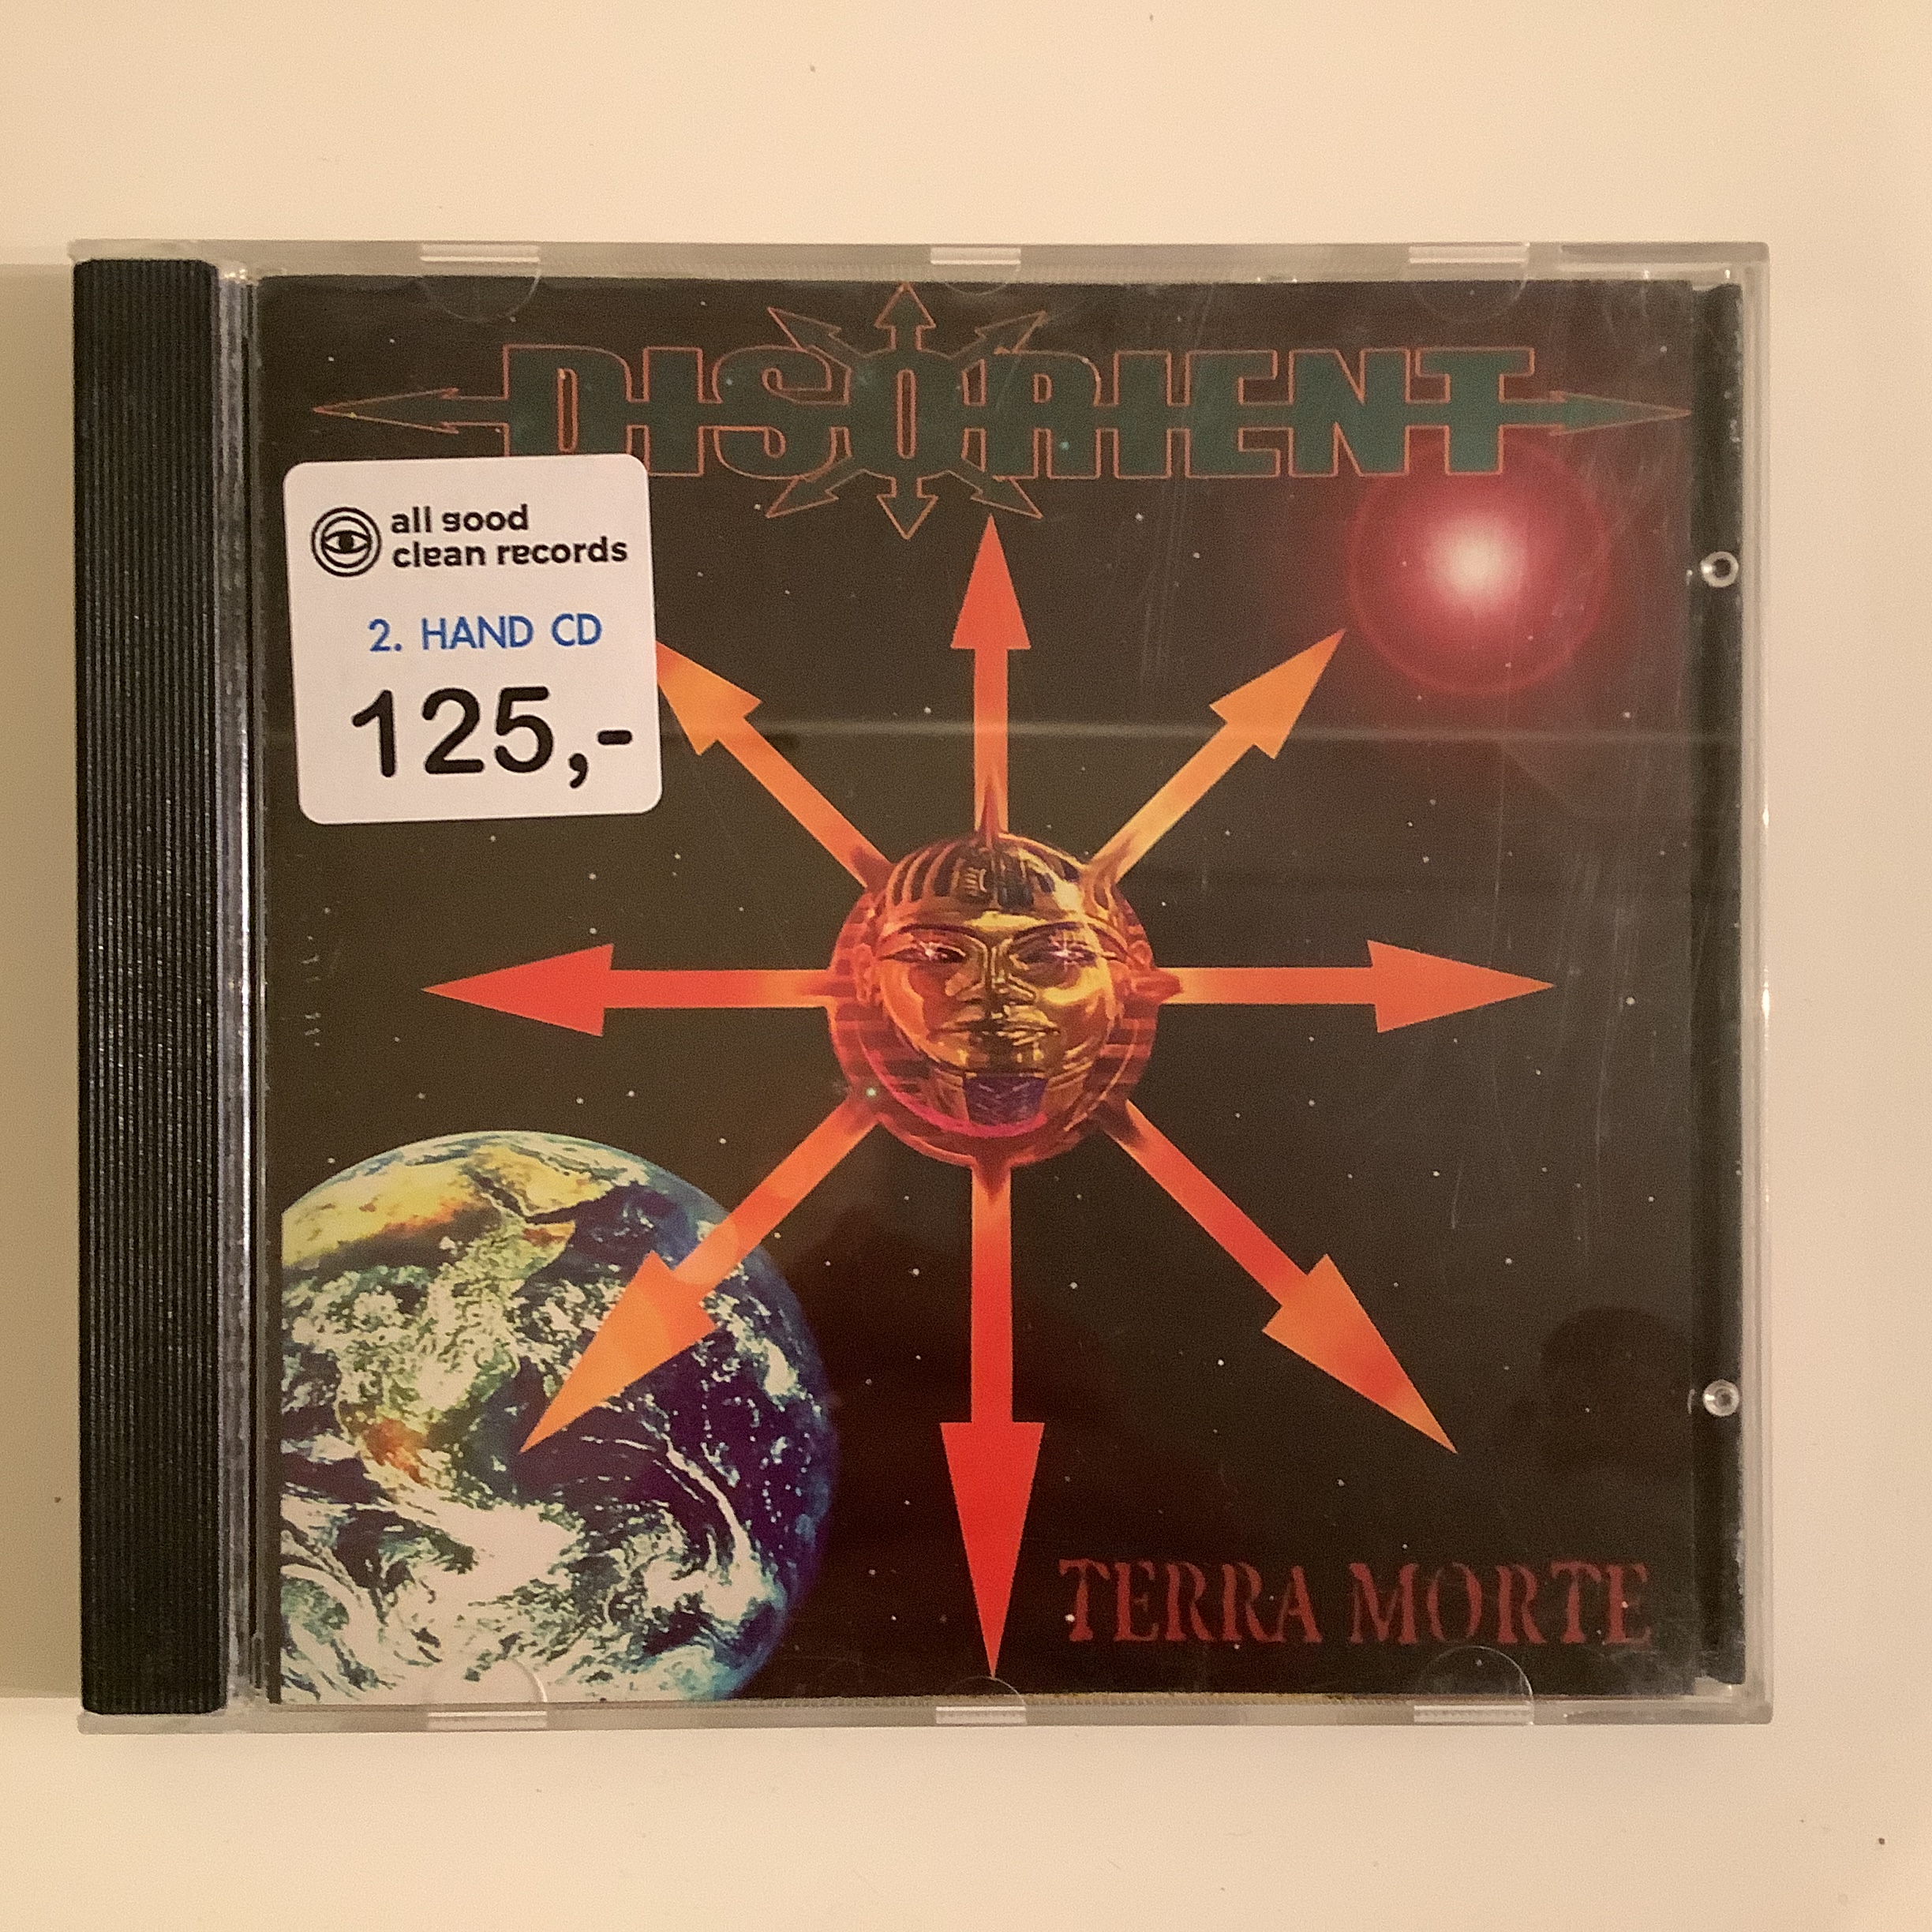 DISORIENT
all good
clean records
2. HAND CD
125,-
TERRA MORTE